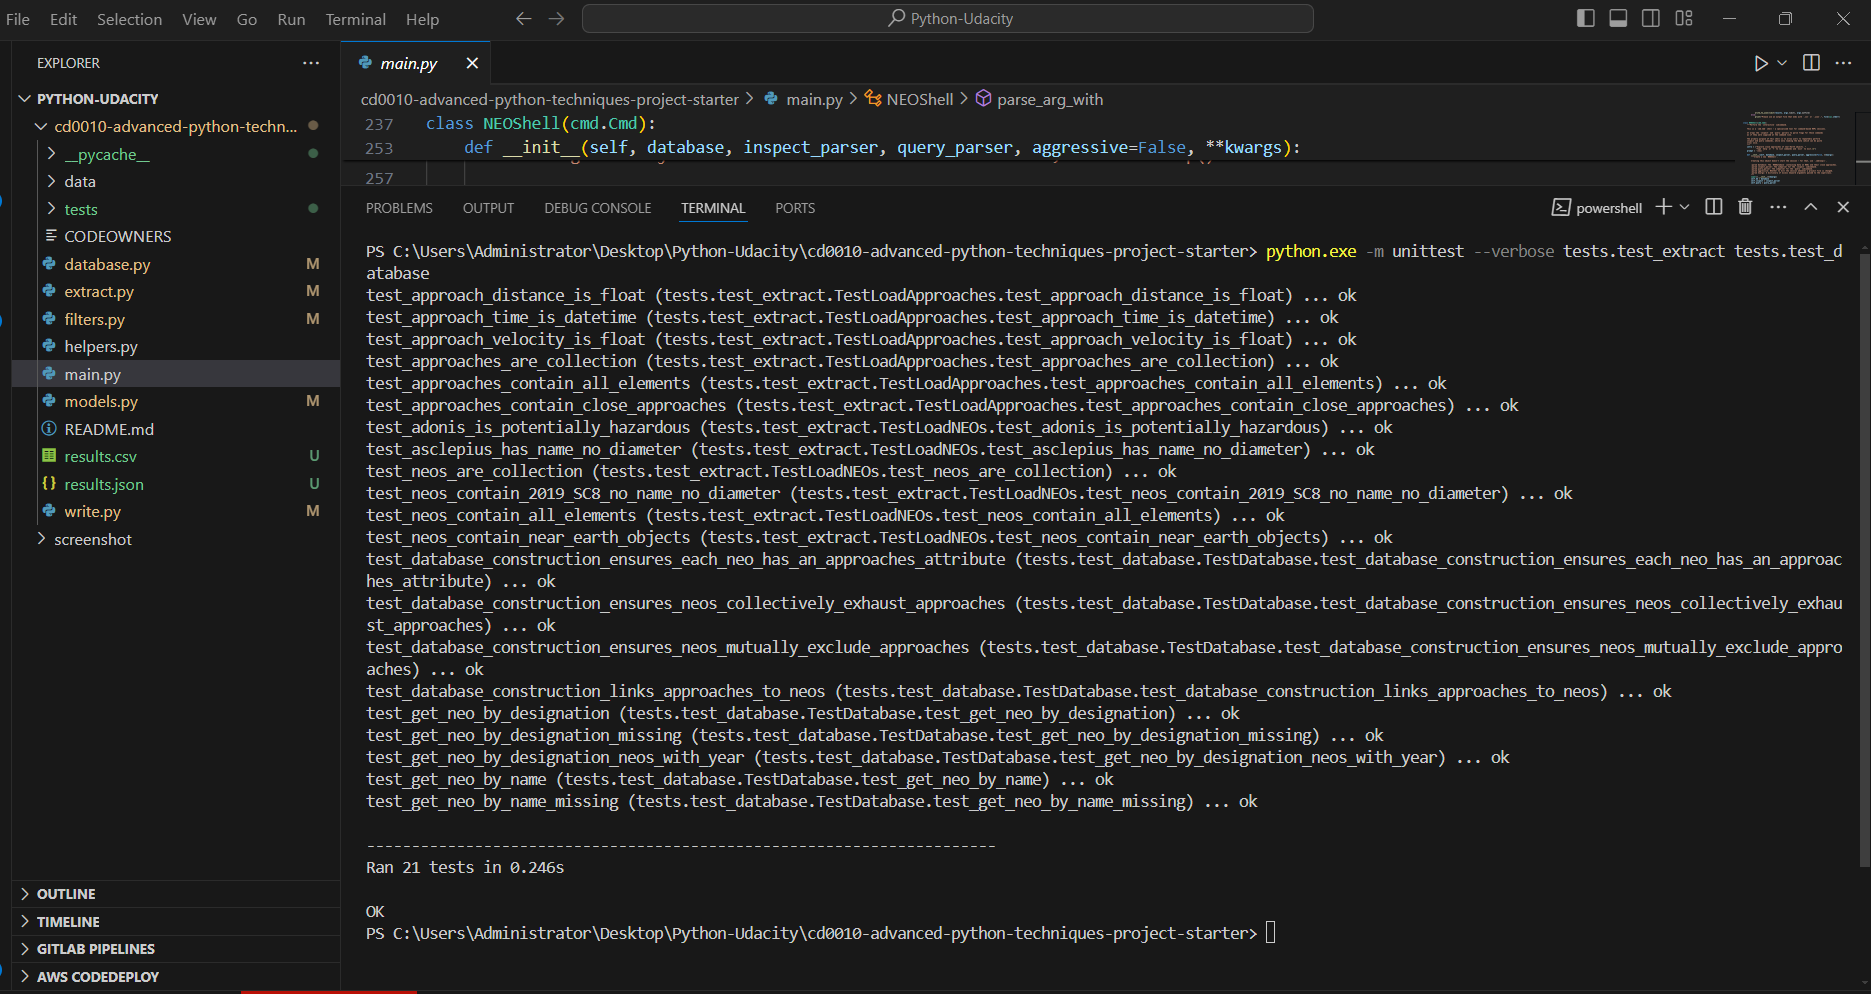 File Edit Selection View Go Run Terminal Help
Python-Udacity
EXPLORER
PYTHON-UDACITY
cd0010-advanced-python-techn...
__pycache__
data
tests
CODEOWNERS
database.py M
extract.py M
filters.py M
helpers.py
main.py
models.py M
README.md
results.csv U
results.json U
write.py M
screenshot
OUTLINE
TIMELINE
GITLAB PIPELINES
AWS CODEDEPLOY
main.py
cd0010-advanced-python-techniques-project-starter > main.py > NEOShell > parse_arg_with
237 class NEOShell(cmd.Cmd):
253 def __init__(self, database, inspect_parser, query_parser, aggressive=False, **kwargs):
257
PROBLEMS OUTPUT DEBUG CONSOLE TERMINAL PORTS
powershell
PS C:\Users\Administrator\Desktop\Python-Udacity\cd0010-advanced-python-techniques-project-starter> python.exe -m unittest --verbose tests.test_extract tests.test_d
atabase
test_approach_distance_is_float (tests.test_extract.TestLoadApproaches.test_approach_distance_is_float) ... ok
test_approach_time_is_datetime (tests.test_extract.TestLoadApproaches.test_approach_time_is_datetime) ... ok
test_approach_velocity_is_float (tests.test_extract.TestLoadApproaches.test_approach_velocity_is_float) ... ok
test_approaches_are_collection (tests.test_extract.TestLoadApproaches.test_approaches_are_collection) ... ok
test_approaches_contain_all_elements (tests.test_extract.TestLoadApproaches.test_approaches_contain_all_elements) ... ok
test_approaches_contain_close_approaches (tests.test_extract.TestLoadApproaches.test_approaches_contain_close_approaches) ... ok
test_adonis_is_potentially_hazardous (tests.test_extract.TestLoadNEOs.test_adonis_is_potentially_hazardous) ... ok
test_asclepius_has_name_no_diameter (tests.test_extract.TestLoadNEOs.test_asclepius_has_name_no_diameter) ... ok
test_neos_are_collection (tests.test_extract.TestLoadNEOs.test_neos_are_collection) ... ok
test_neos_contain_2019_SC8_no_name_no_diameter (tests.test_extract.TestLoadNEOs.test_neos_contain_2019_SC8_no_name_no_diameter) ... ok
test_neos_contain_all_elements (tests.test_extract.TestLoadNEOs.test_neos_contain_all_elements) ... ok
test_neos_contain_near_earth_objects (tests.test_extract.TestLoadNEOs.test_neos_contain_near_earth_objects) ... ok
test_database_construction_ensures_each_neo_has_an_approaches_attribute (tests.test_database.TestDatabase.test_database_construction_ensures_each_neo_has_an_approac
hes_attribute) ... ok
test_database_construction_ensures_neos_collectively_exhaust_approaches (tests.test_database.TestDatabase.test_database_construction_ensures_neos_collectively_exhau
st_approaches) ... ok
test_database_construction_ensures_neos_mutually_exclude_approaches (tests.test_database.TestDatabase.test_database_construction_ensures_neos_mutually_exclude_appro
aches) ... ok
test_database_construction_links_approaches_to_neos (tests.test_database.TestDatabase.test_database_construction_links_approaches_to_neos) ... ok
test_get_neo_by_designation (tests.test_database.TestDatabase.test_get_neo_by_designation) ... ok
test_get_neo_by_designation_missing (tests.test_database.TestDatabase.test_get_neo_by_designation_missing) ... ok
test_get_neo_by_designation_neos_with_year (tests.test_database.TestDatabase.test_get_neo_by_designation_neos_with_year) ... ok
test_get_neo_by_name (tests.test_database.TestDatabase.test_get_neo_by_name) ... ok
test_get_neo_by_name_missing (tests.test_database.TestDatabase.test_get_neo_by_name_missing) ... ok
----------------------------------------------------------------------
Ran 21 tests in 0.246s
OK
PS C:\Users\Administrator\Desktop\Python-Udacity\cd0010-advanced-python-techniques-project-starter>